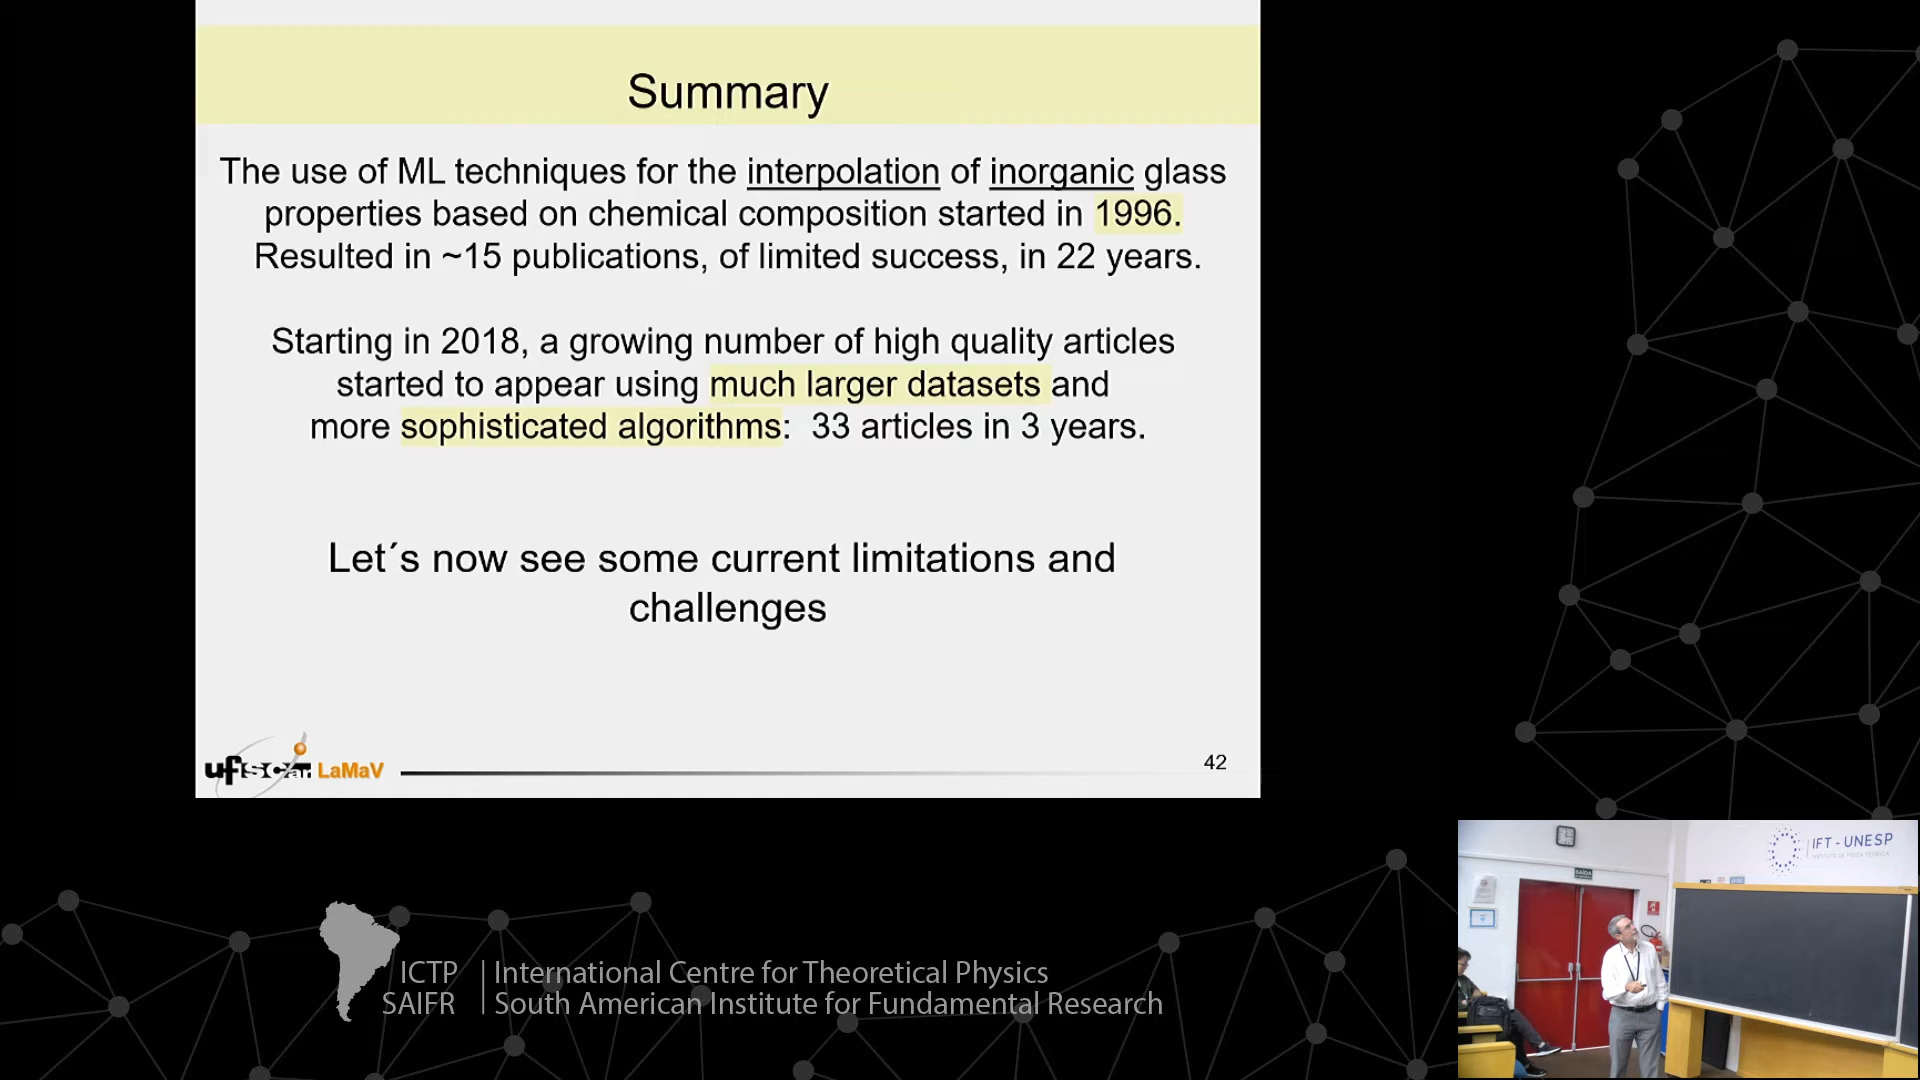 Summary
The use of ML techniques for the interpolation of inorganic glass
properties based on chemical composition started in 1996.
Resulted in ~15 publications, of limited success, in 22 years.
Starting in 2018, a growing number of high quality articles
started to appear using much larger datasets and
more sophisticated algorithms: 33 articles in 3 years.
Let´s now see some current limitations and
challenges
ufscar LaMaV
42
ICTP
SAIFR
International Centre for Theoretical Physics
South American Institute for Fundamental Research
IFT - UNESP
SAÍDA